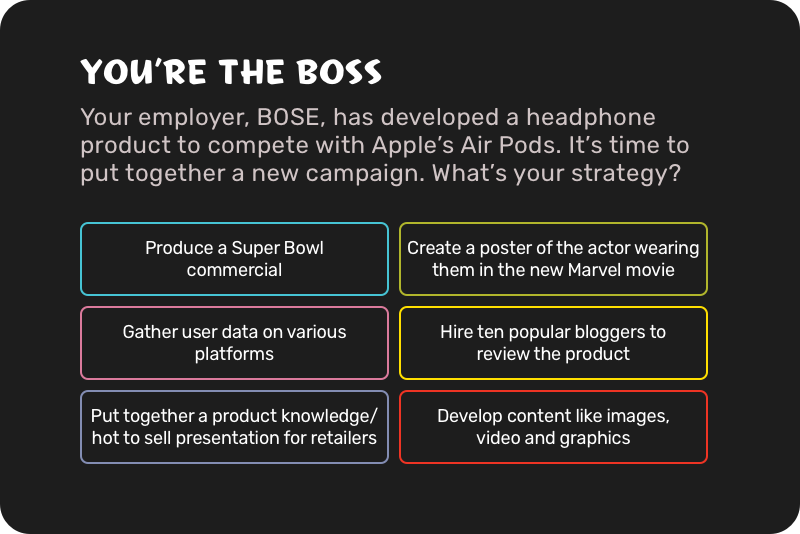 YOU'RE THE BOSS
Your employer, BOSE, has developed a headphone
product to compete with Apple's Air Pods. It's time to
put together a new campaign. What's your strategy?
Produce a Super Bowl
commercial
Create a poster of the actor wearing
them in the new Marvel movie
Gather user data on various
platforms
Hire ten popular bloggers to
review the product
Put together a product knowledge/
hot to sell presentation for retailers
Develop content like images,
video and graphics